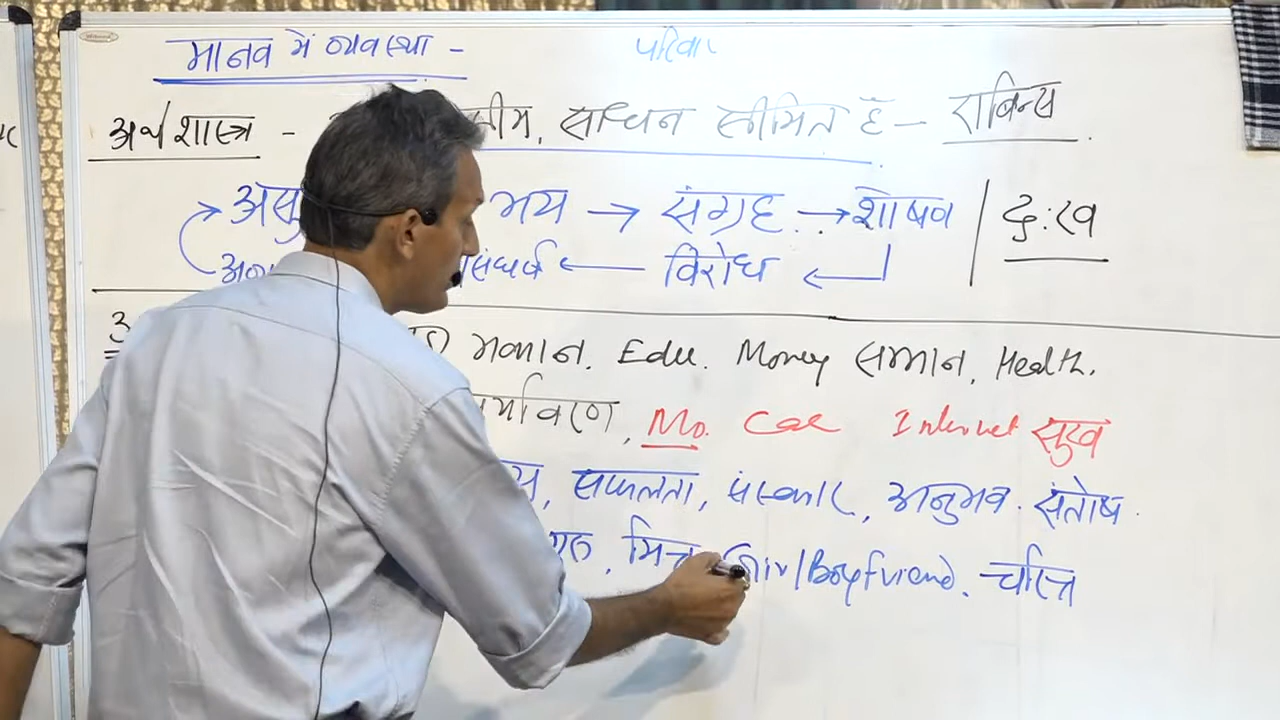 मानव में व्यवस्था -
परिवार
अर्थशास्त्र - साधन सीमित हैं - राबिन्स
भय → संग्रह → शोषण | दुःख
संघर्ष ← विरोध
मकान. Edu. Money सम्मान, Health.
पर्यावरण, Mo. Car Internet सुख
सफलता, संस्कार, अनुभव. संतोष.
गुरु, मित्र /Boyfriend. चरित्र